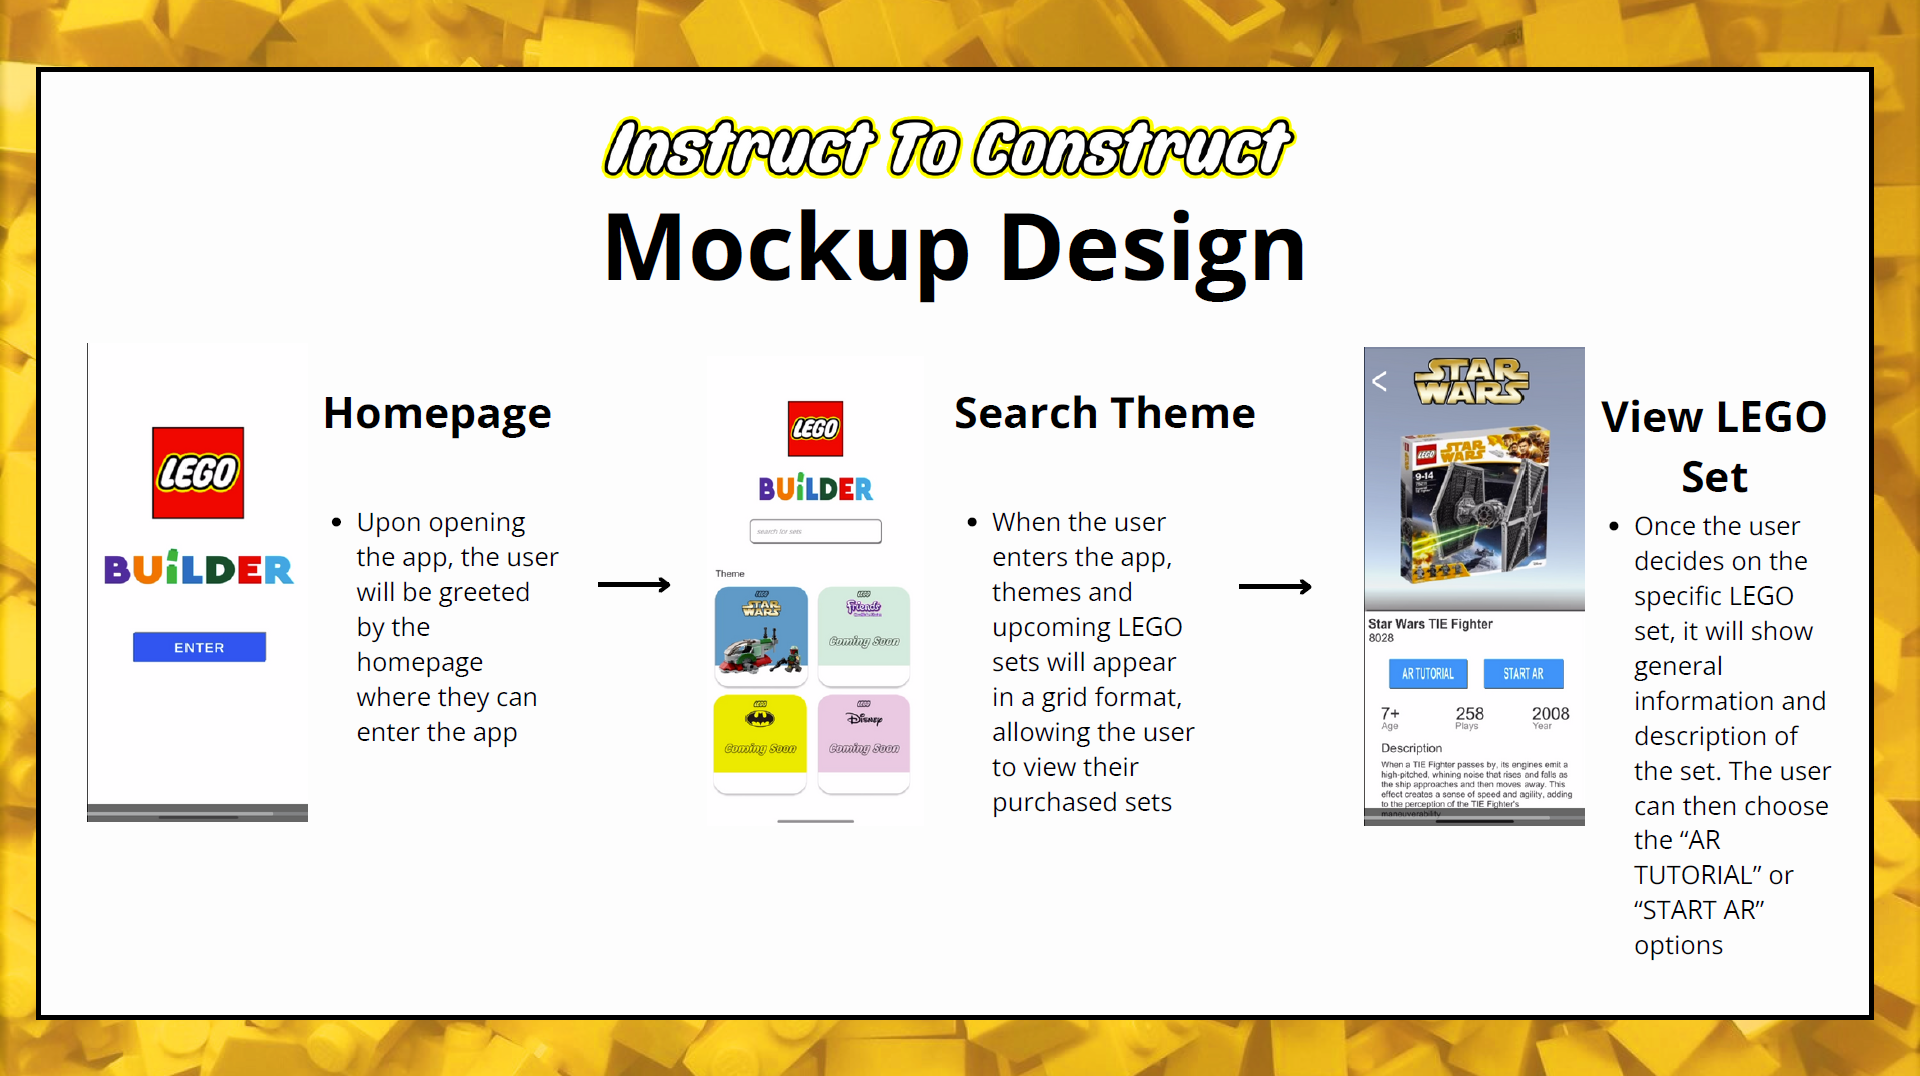 Instruct To Construct
Mockup Design
LEGO
BUiLDER
ENTER
Homepage
• Upon opening
the app, the user
will be greeted
by the
homepage
where they can
enter the app
LEGO
BUiLDER
search for sets
Theme
LEGO
STAR
WARS
LEGO
Friends
Coming Soon
LEGO
Coming Soon
LEGO
Disney
Coming Soon
Search Theme
• When the user
enters the app,
themes and
upcoming LEGO
sets will appear
in a grid format,
allowing the user
to view their
purchased sets
<
STAR
WARS
LEGO
STAR
WARS
9-14
Star Wars TIE Fighter
8028
AR TUTORIAL START AR
7+ 258 2008
Age Plays Year
Description
When a TIE Fighter passes by, its engines emit a
high-pitched, whining noise that rises and falls as
the ship approaches and then moves away. This
effect creates a sense of speed and agility, adding
to the perception of the TIE Fighter's
maneuverability
View LEGO
Set
• Once the user
decides on the
specific LEGO
set, it will show
general
information and
description of
the set. The user
can then choose
the “AR
TUTORIAL” or
“START AR”
options